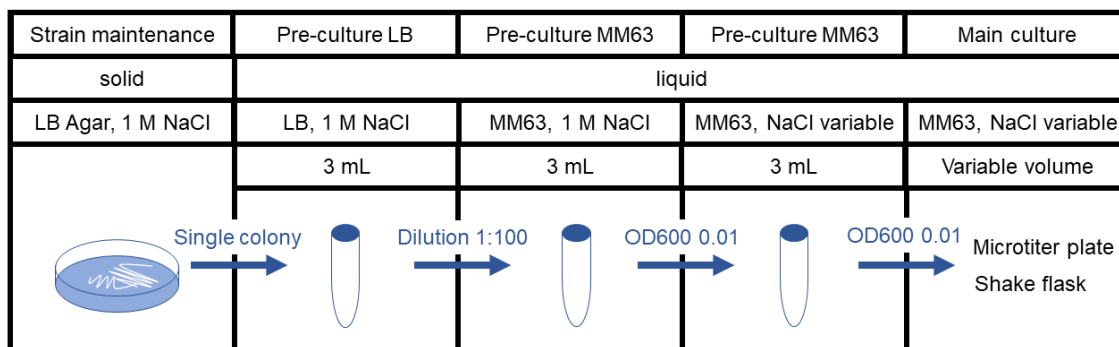 Strain maintenance Pre-culture LB Pre-culture MM63 Pre-culture MM63 Main culture
solid liquid
LB Agar, 1 M NaCl LB, 1 M NaCl MM63, 1 M NaCl MM63, NaCl variable MM63, NaCl variable
3 mL 3 mL 3 mL Variable volume
Single colony Dilution 1:100 OD600 0.01 OD600 0.01
Microtiter plate
Shake flask